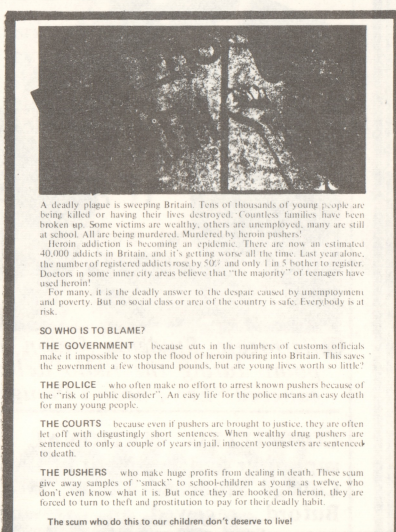 A deadly plague is sweeping Britain. Tens of thousands of young people are
being killed or having their lives destroyed. Countless families have been
broken up. Some victims are wealthy, others are unemployed, many are still
at school. All are being murdered. Murdered by heroin pushers!
Heroin addiction is becoming an epidemic. There are now an estimated
40,000 addicts in Britain, and it's getting worse all the time. Last year alone,
the number of registered addicts rose by 50% and only 1 in 5 bother to register.
Doctors in some inner city areas believe that "the majority" of teenagers have
used heroin!
For many, it is the deadly answer to the despair caused by unemployment
and poverty. But no social class or area of the country is safe. Everybody is at
risk.
SO WHO IS TO BLAME?
THE GOVERNMENT because cuts in the numbers of customs officials
make it impossible to stop the flood of heroin pouring into Britain. This saves
the government a few thousand pounds, but are young lives worth so little?
THE POLICE who often make no effort to arrest known pushers because of
the "risk of public disorder". An easy life for the police means an easy death
for many young people.
THE COURTS because even if pushers are brought to justice, they are often
let off with disgustingly short sentences. When wealthy drug pushers are
sentenced to only a couple of years in jail, innocent youngsters are sentenced
to death.
THE PUSHERS who make huge profits from dealing in death. These scum
give away samples of "smack" to school-children as young as twelve, who
don't even know what it is. But once they are hooked on heroin, they are
forced to turn to theft and prostitution to pay for their deadly habit.
The scum who do this to our children don't deserve to live!